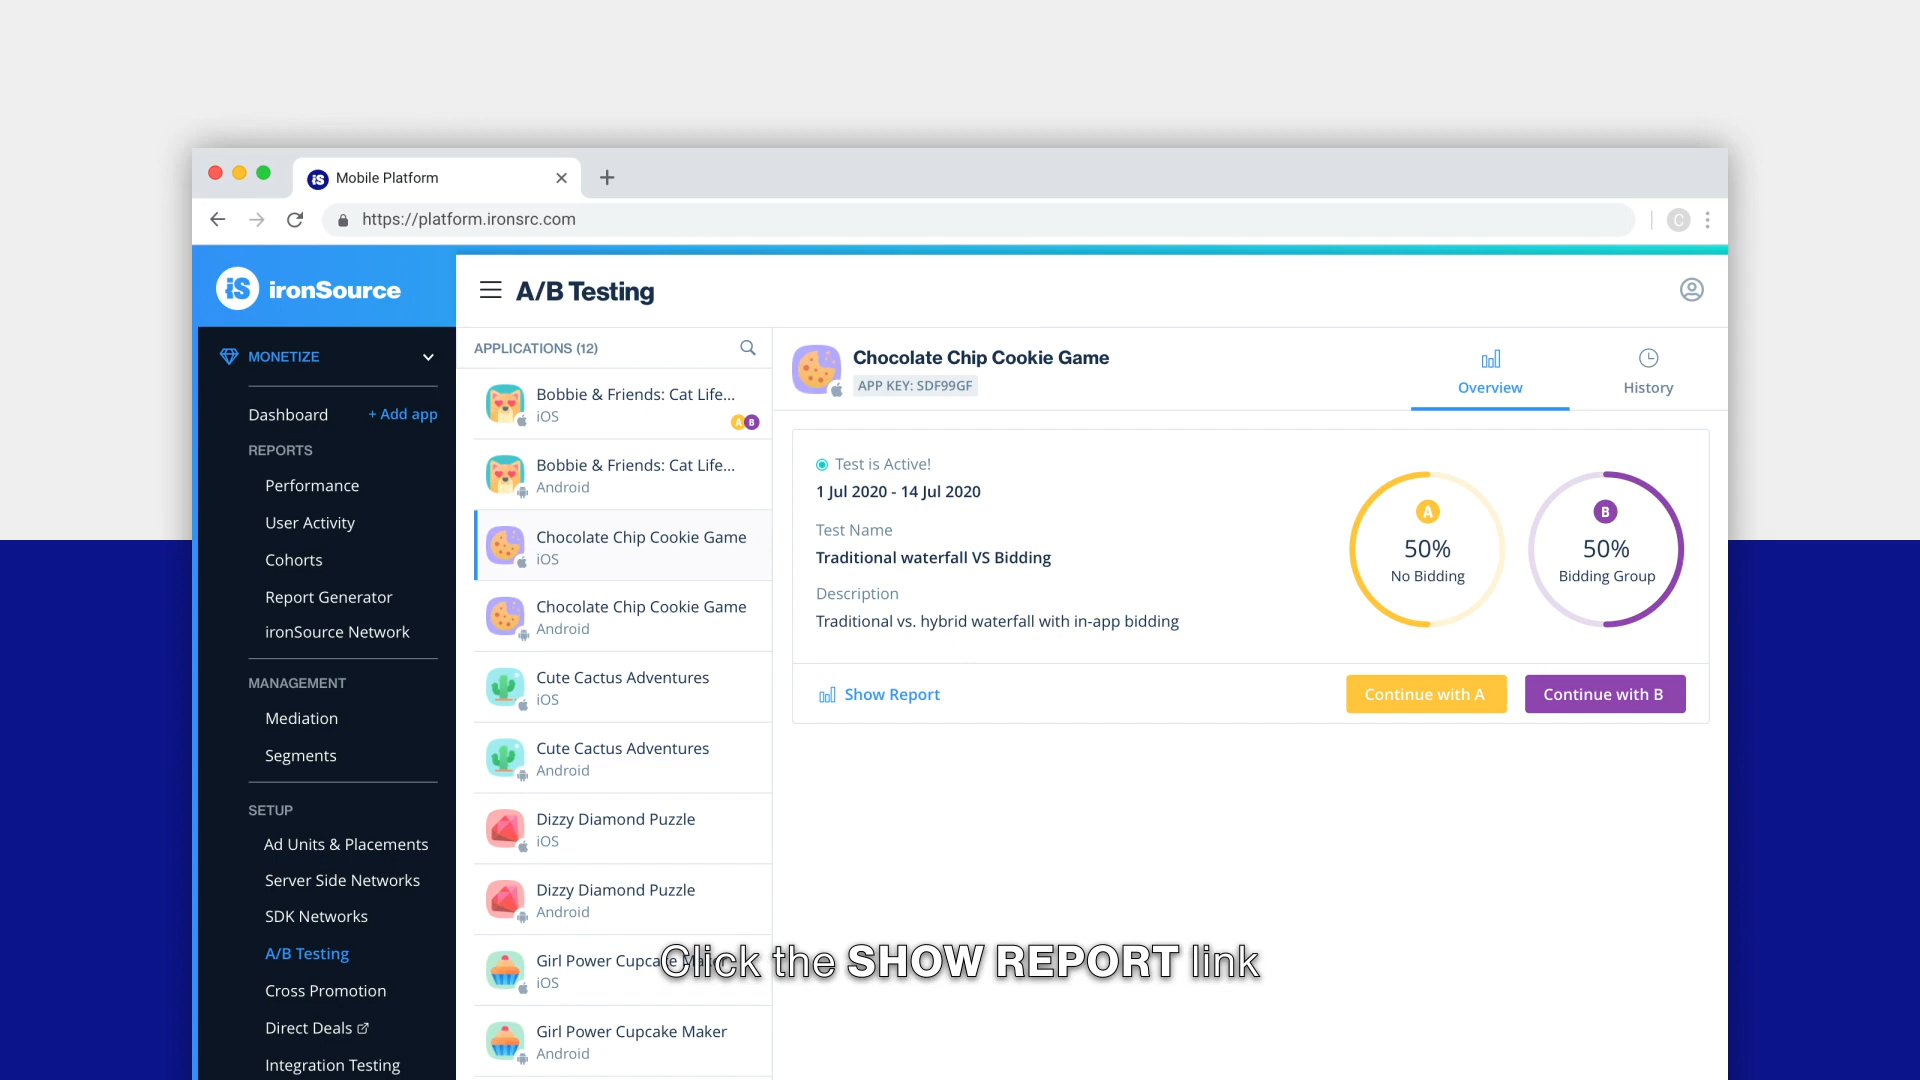 Mobile Platform
https://platform.ironsrc.com
C
iS ironSource
A/B Testing
MONETIZE
Dashboard + Add app
REPORTS
Performance
User Activity
Cohorts
Report Generator
ironSource Network
MANAGEMENT
Mediation
Segments
SETUP
Ad Units & Placements
Server Side Networks
SDK Networks
A/B Testing
Cross Promotion
Direct Deals
Integration Testing
APPLICATIONS (12)
Bobbie & Friends: Cat Life...
iOS
A B
Bobbie & Friends: Cat Life...
Android
Chocolate Chip Cookie Game
iOS
Chocolate Chip Cookie Game
Android
Cute Cactus Adventures
iOS
Cute Cactus Adventures
Android
Dizzy Diamond Puzzle
iOS
Dizzy Diamond Puzzle
Android
Girl Power Cupcake Maker
iOS
Girl Power Cupcake Maker
Android
Chocolate Chip Cookie Game
APP KEY: SDF99GF
Overview
History
Test is Active!
1 Jul 2020 - 14 Jul 2020
Test Name
Traditional waterfall VS Bidding
Description
Traditional vs. hybrid waterfall with in-app bidding
A
50%
No Bidding
B
50%
Bidding Group
Show Report
Continue with A
Continue with B
Click the SHOW REPORT link